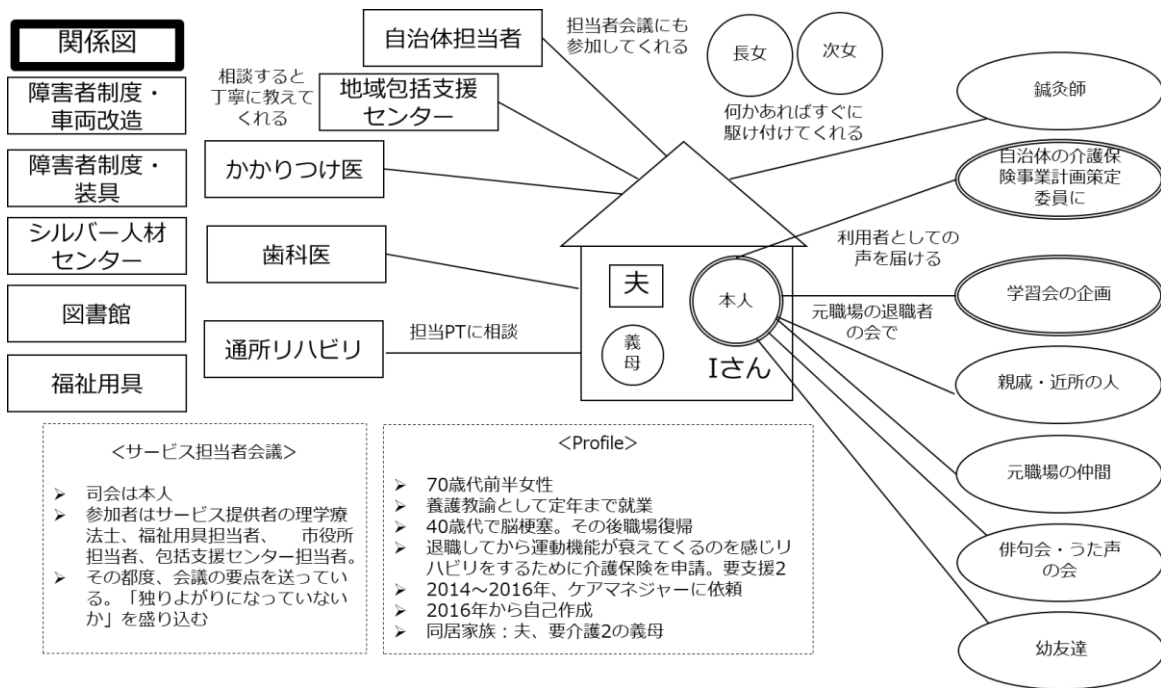 関係図
障害者制度・
車両改造
障害者制度・
装具
シルバー人材
センター
図書館
福祉用具
自治体担当者
担当者会議にも
参加してくれる
相談すると
丁寧に教えて
くれる
地域包括支援
センター
かかりつけ医
歯科医
通所リハビリ
担当PTに相談
長女
次女
何かあればすぐに
駆け付けてくれる
夫
義
母
本人
Iさん
鍼灸師
自治体の介護保
険事業計画策定
委員に
利用者としての
声を届ける
学習会の企画
元職場の退職者
の会で
親戚・近所の人
元職場の仲間
俳句会・うた声
の会
幼友達
<サービス担当者会議>
➢ 司会は本人
➢ 参加者はサービス提供者の理学療
法士、福祉用具担当者、 市役所
担当者、包括支援センター担当者。
➢ その都度、会議の要点を送ってい
る。「独りよがりになっていない
か」を盛り込む
<Profile>
➢ 70歳代前半女性
➢ 養護教諭として定年まで就業
➢ 40歳代で脳梗塞。その後職場復帰
➢ 退職してから運動機能が衰えてくるのを感じリ
ハビリをするために介護保険を申請。要支援2
➢ 2014～2016年、ケアマネジャーに依頼
➢ 2016年から自己作成
➢ 同居家族：夫、要介護2の義母